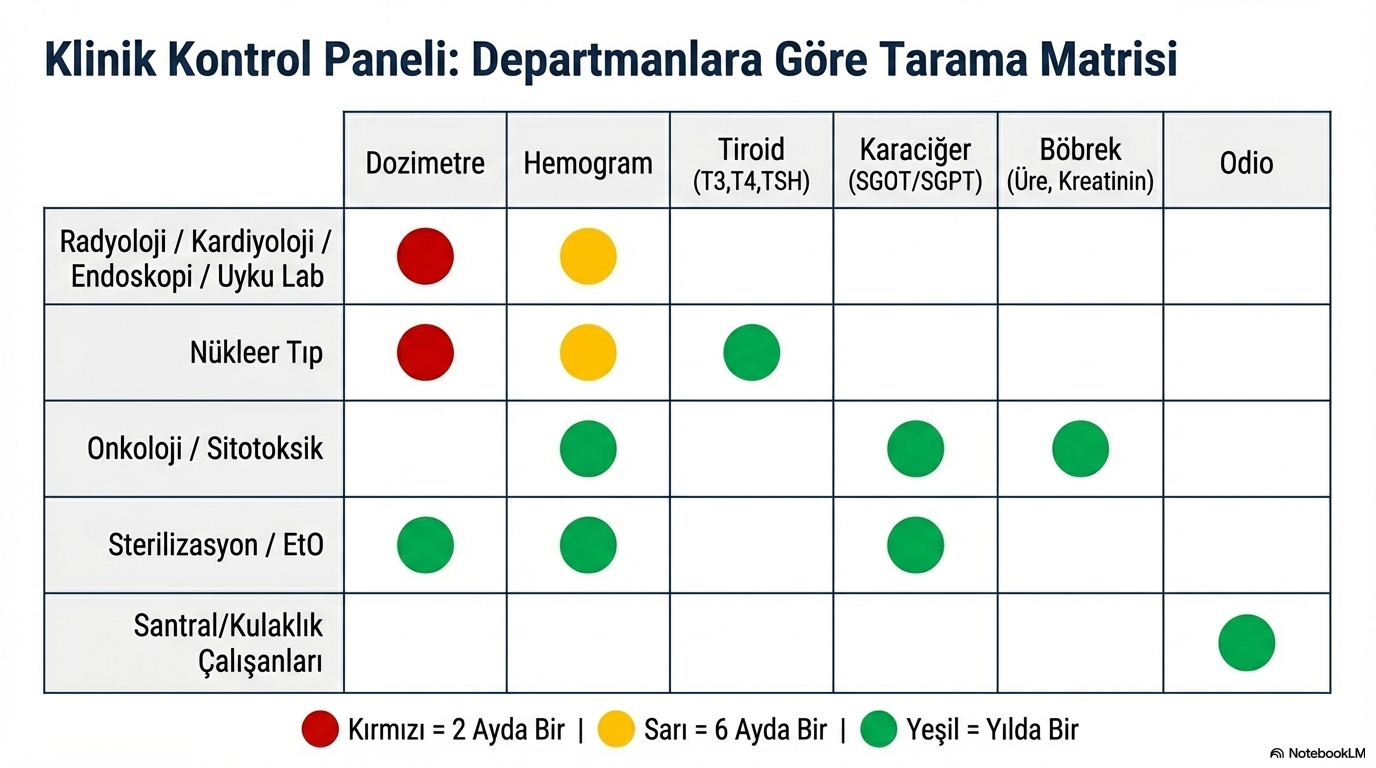 Klinik Kontrol Paneli: Departmanlara Göre Tarama Matrisi
Dozimetre
Hemogram
Tiroid
(T3,T4,TSH)
Karaciğer
(SGOT/SGPT)
Böbrek
(Üre, Kreatinin)
Odio
Radyoloji / Kardiyoloji /
Endoskopi / Uyku Lab
Nükleer Tıp
Onkoloji / Sitotoksik
Sterilizasyon / EtO
Santral/Kulaklık
Çalışanları
Kırmızı = 2 Ayda Bir | Sarı = 6 Ayda Bir | Yeşil = Yılda Bir
NotebookLM